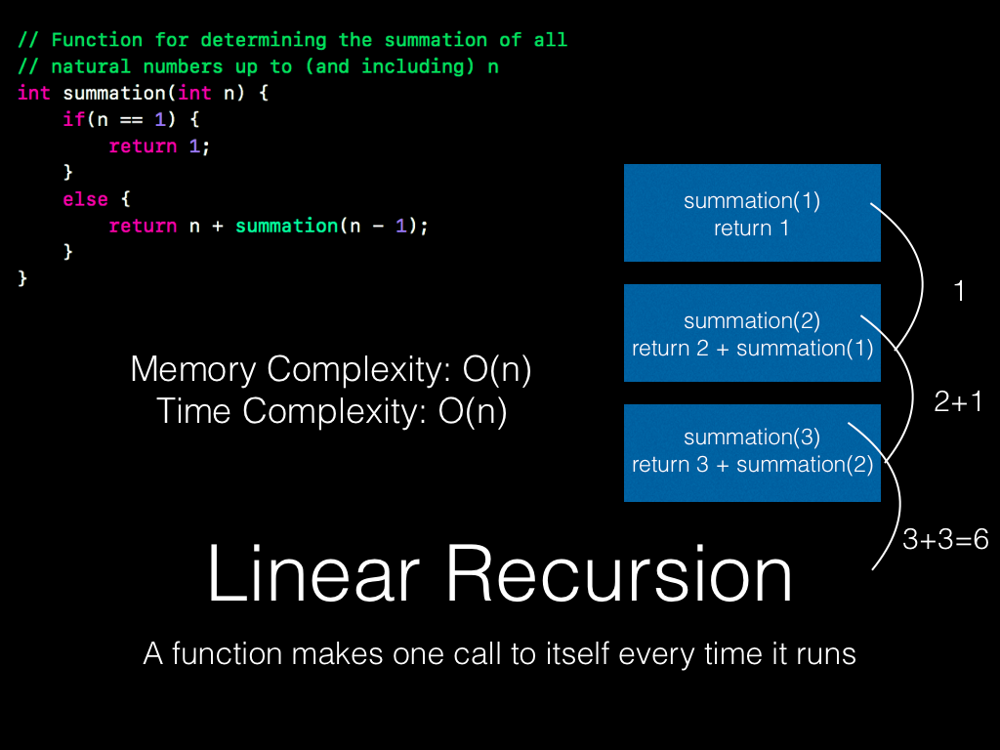 // Function for determining the summation of all
// natural numbers up to (and including) n
int summation(int n) {
    if(n == 1) {
        return 1;
    }
    else {
        return n + summation(n - 1);
    }
}
summation(1)
return 1
1
summation(2)
return 2 + summation(1)
2+1
summation(3)
return 3 + summation(2)
3+3=6
Memory Complexity: O(n)
Time Complexity: O(n)
Linear Recursion
A function makes one call to itself every time it runs